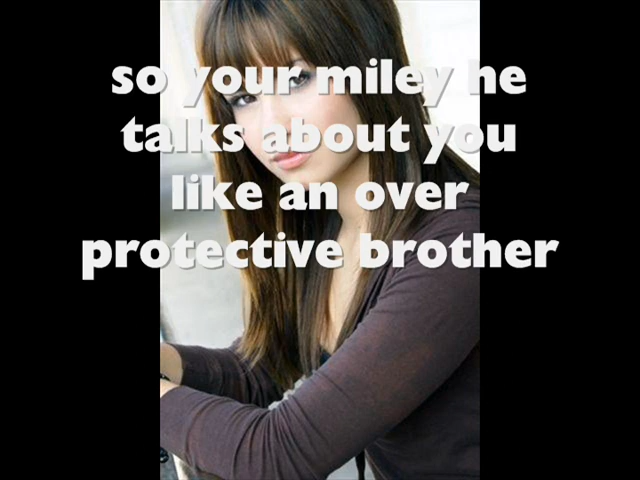 so your miley he
talks about you
like an over
protective brother